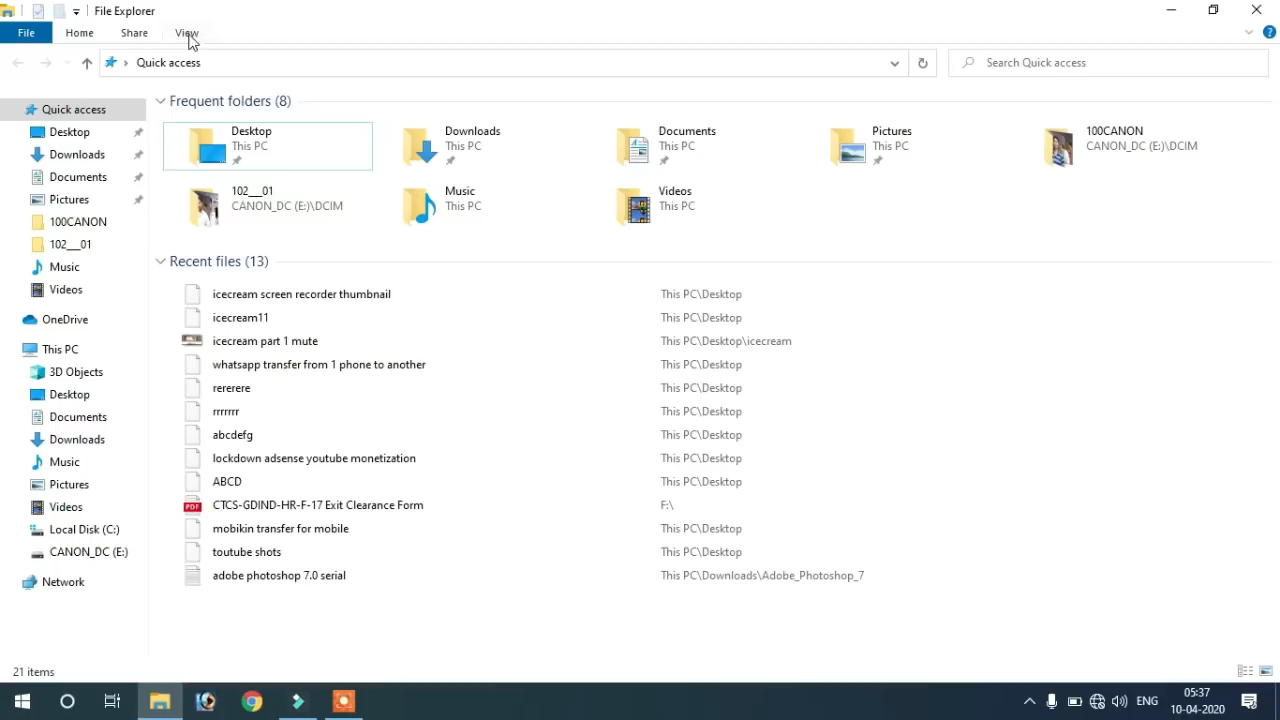 File Explorer
File Home Share View
Quick access
Search Quick access
Quick access
Desktop
Downloads
Documents
Pictures
100CANON
102___01
Music
Videos
OneDrive
This PC
3D Objects
Desktop
Documents
Downloads
Music
Pictures
Videos
Local Disk (C:)
CANON_DC (E:)
Network
Frequent folders (8)
Desktop
This PC
Downloads
This PC
Documents
This PC
Pictures
This PC
100CANON
CANON_DC (E:)\DCIM
102___01
CANON_DC (E:)\DCIM
Music
This PC
Videos
This PC
Recent files (13)
icecream screen recorder thumbnail This PC\Desktop
icecream11 This PC\Desktop
icecream part 1 mute This PC\Desktop\icecream
whatsapp transfer from 1 phone to another This PC\Desktop
rererere This PC\Desktop
rrrrrrr This PC\Desktop
abcdefg This PC\Desktop
lockdown adsense youtube monetization This PC\Desktop
ABCD This PC\Desktop
PDF CTCS-GDIND-HR-F-17 Exit Clearance Form F:\
mobikin transfer for mobile This PC\Desktop
toutube shots This PC\Desktop
adobe photoshop 7.0 serial This PC\Downloads\Adobe_Photoshop_7
21 items
ENG
05:37
10-04-2020